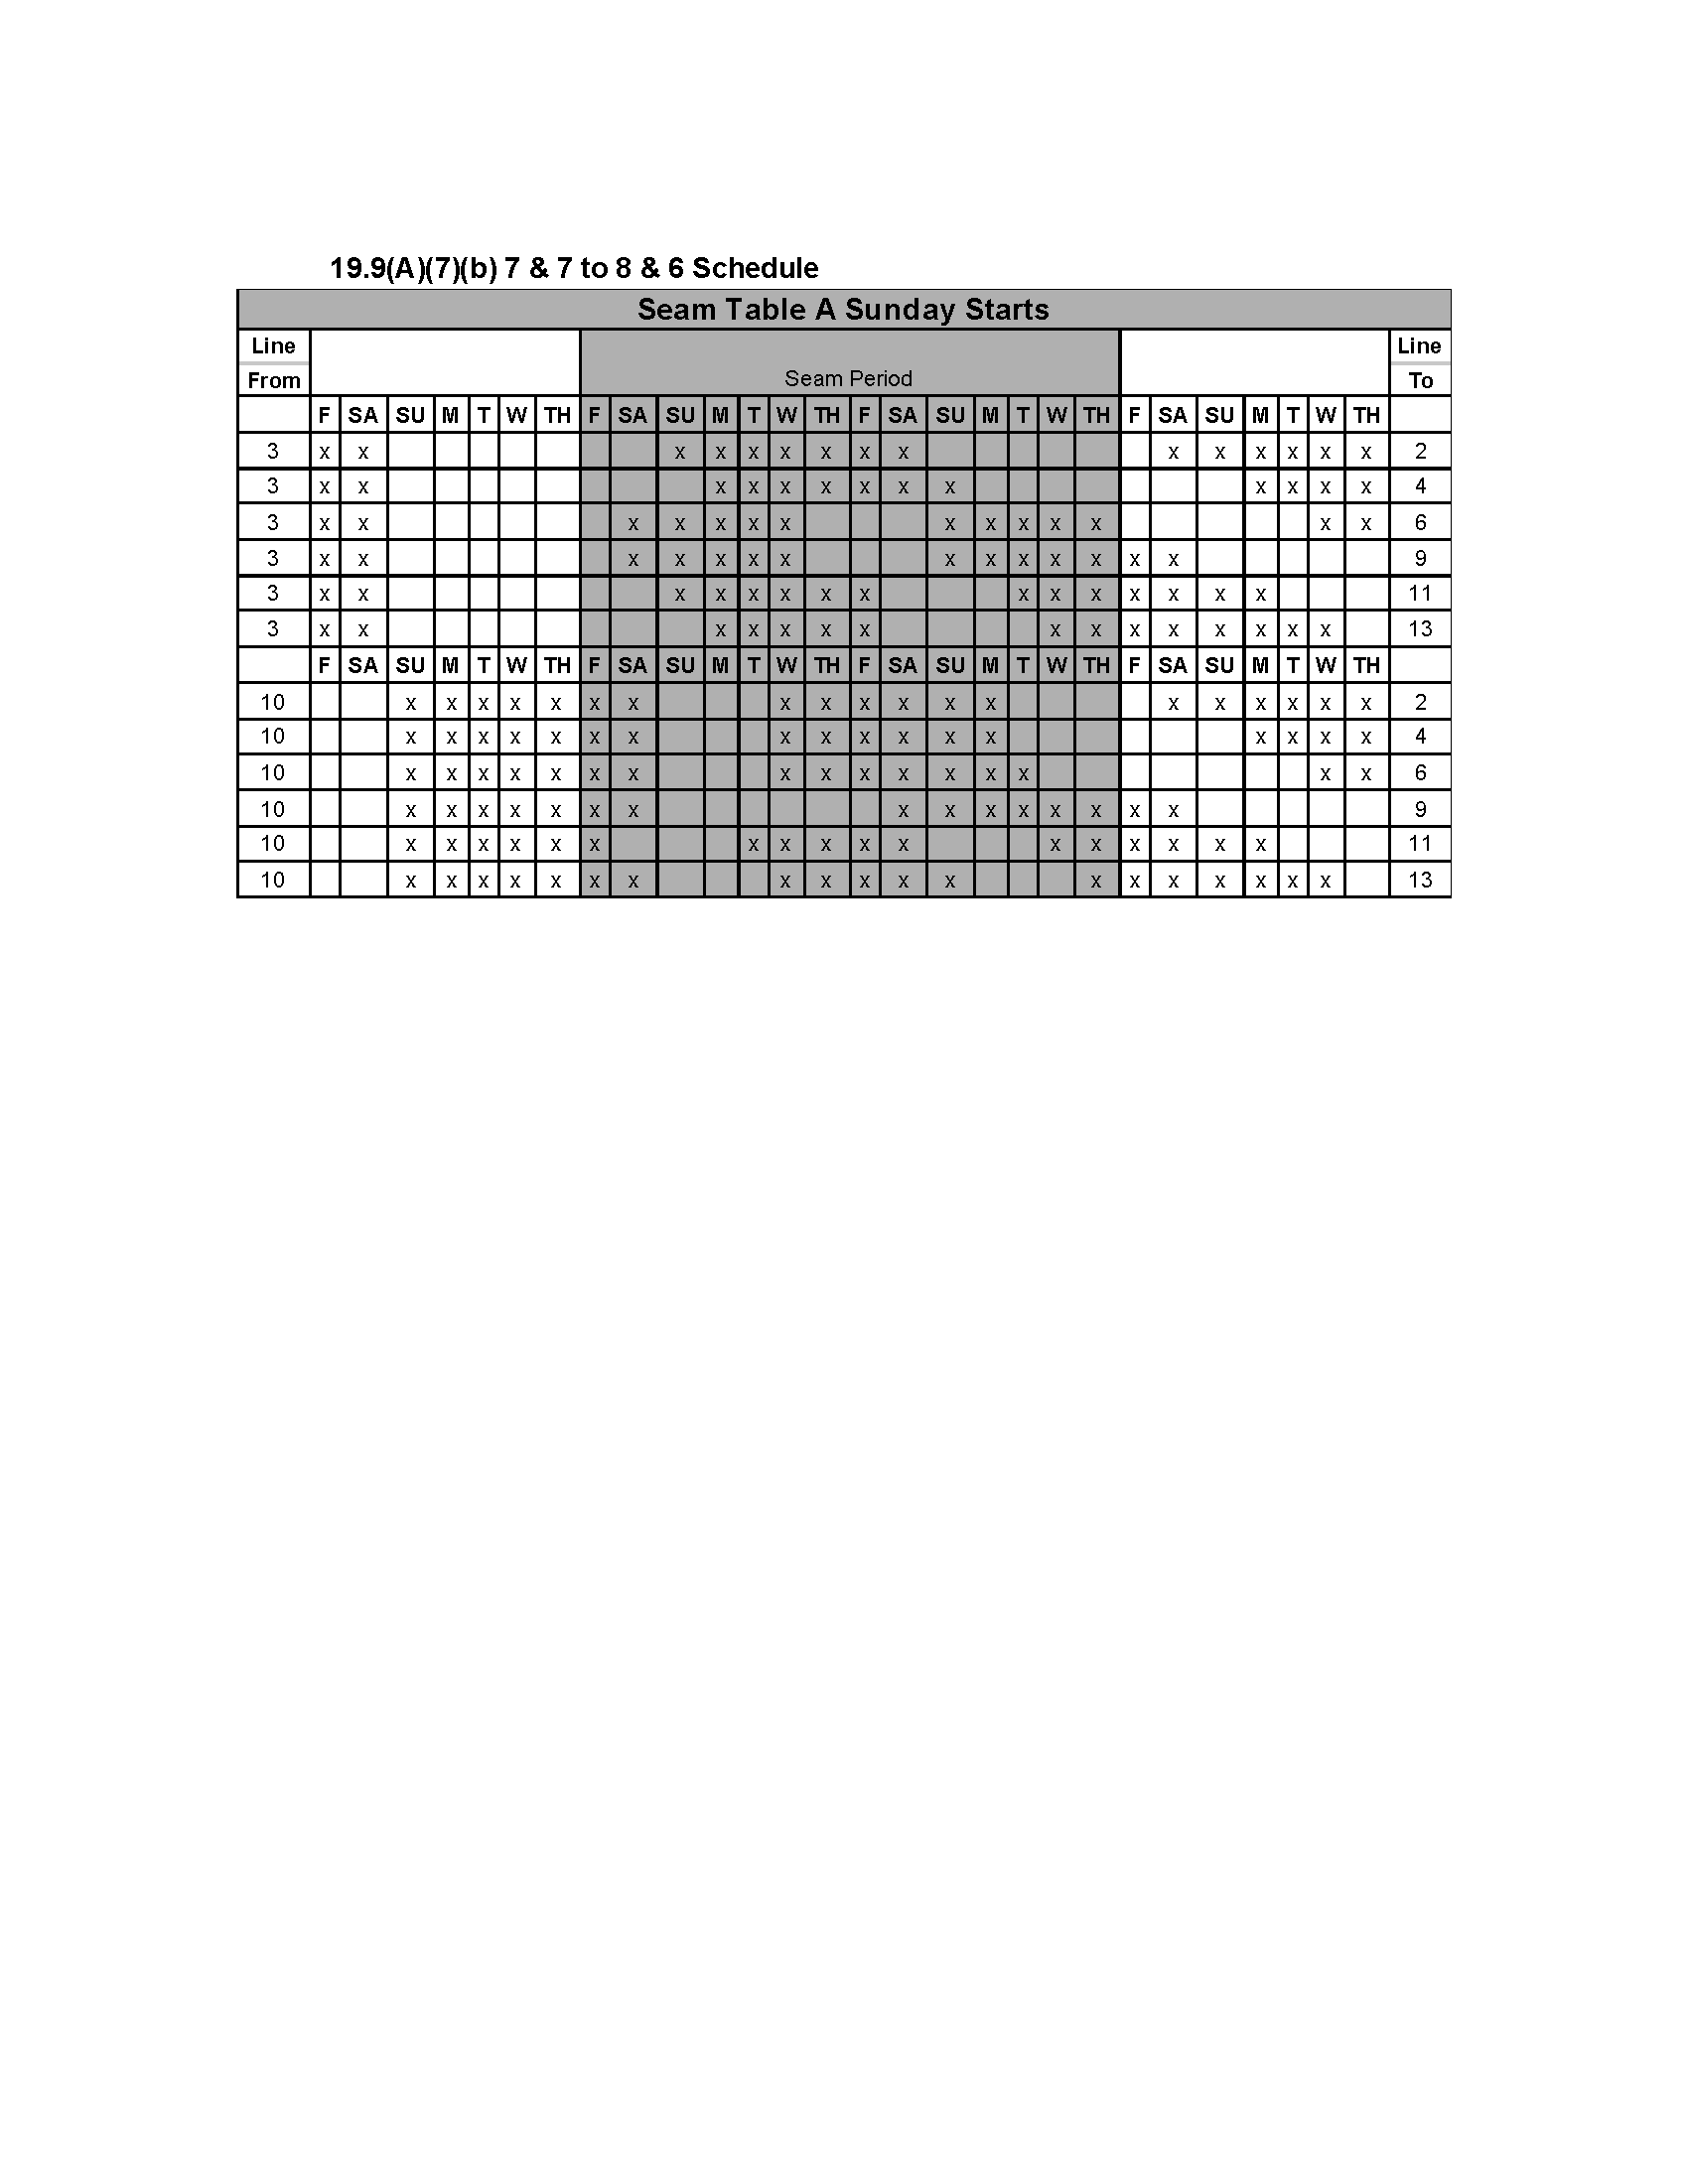 19.9(A)(7)(b) 7 & 7 to 8 & 6 Schedule
Seam Table A Sunday Starts
Line Line
From Seam Period To
F SA SU M T W TH F SA SU M T W TH F SA SU M T W TH F SA SU M T W TH
3 x x x x x x x x x x x x x x x 2
3 x x x x x x x x x x x x x 4
3 x x x x x x x x x x x x x x 6
3 x x x x x x x x x x x x x x 9
3 x x x x x x x x x x x x x x x 11
3 x x x x x x x x x x x x x x x 13
F SA SU M T W TH F SA SU M T W TH F SA SU M T W TH F SA SU M T W TH
10 x x x x x x x x x x x x x x x x x x x x 2
10 x x x x x x x x x x x x x x x x x x 4
10 x x x x x x x x x x x x x x x x x 6
10 x x x x x x x x x x x x x x x 9
10 x x x x x x x x x x x x x x x x x 11
10 x x x x x x x x x x x x x x x x x x x 13